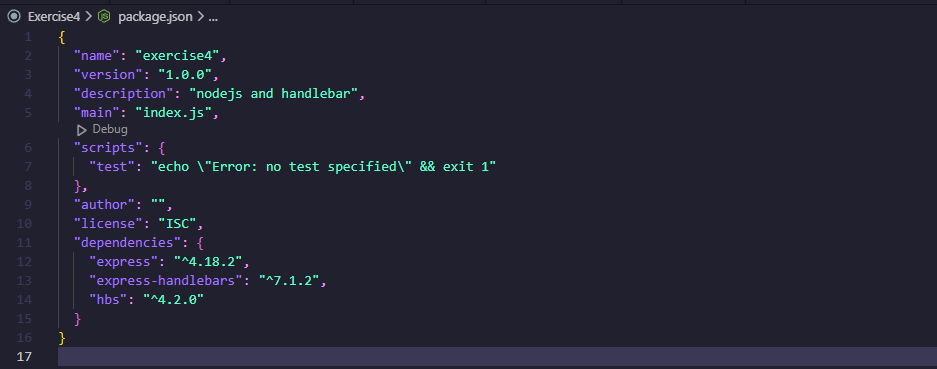 Exercise4 > package.json > ...
1 {
2 "name": "exercise4",
3 "version": "1.0.0",
4 "description": "nodejs and handlebar",
5 "main": "index.js",
Debug
6 "scripts": {
7 "test": "echo \"Error: no test specified\" && exit 1"
8 },
9 "author": "",
10 "license": "ISC",
11 "dependencies": {
12 "express": "^4.18.2",
13 "express-handlebars": "^7.1.2",
14 "hbs": "^4.2.0"
15 }
16 }
17